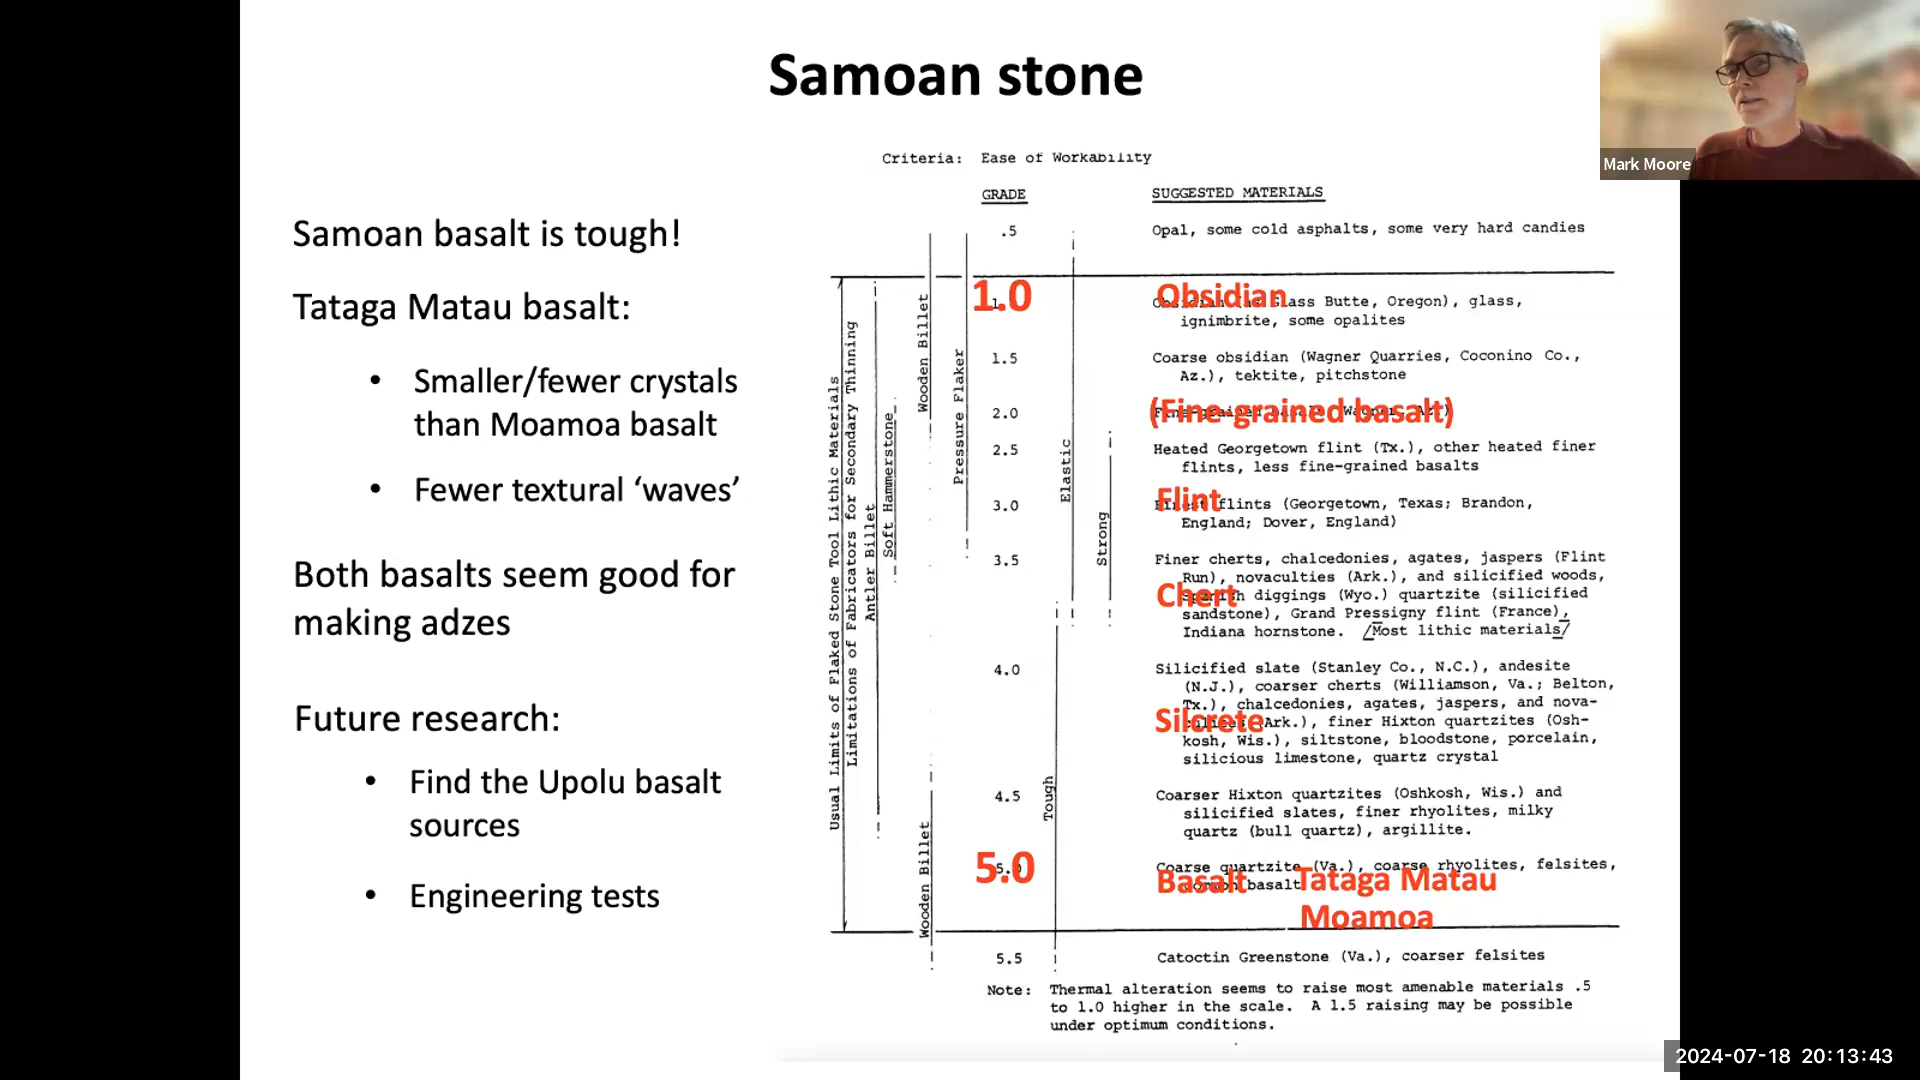 Samoan stone
Mark Moore
Samoan basalt is tough!
Tataga Matau basalt:
• Smaller/fewer crystals
than Moamoa basalt
• Fewer textural ‘waves’
Both basalts seem good for
making adzes
Future research:
• Find the Upolu basalt
sources
• Engineering tests
Criteria: Ease of Workability
GRADE SUGGESTED MATERIALS
Usual Limits of Flaked Stone Tool Lithic Materials
Limitations of Fabricators for Secondary Thinning
Antler Billet
Soft Hammerstone
Wooden Billet
Wooden Billet
Pressure Flaker
Elastic
Strong
Tough
.5 Opal, some cold asphalts, some very hard candies
1.0 Obsidian
Glass Butte, Oregon), glass,
ignimbrite, some opalites
1.5 Coarse obsidian (Wagner Quarries, Coconino Co.,
Az.), tektite, pitchstone
2.0 (Fine-grained basalt)
2.5 Heated Georgetown flint (Tx.), other heated finer
flints, less fine-grained basalts
Flint
3.0 flints (Georgetown, Texas; Brandon,
England; Dover, England)
3.5 Finer cherts, chalcedonies, agates, jaspers (Flint
Run), novaculties (Ark.), and silicified woods,
Chert
diggings (Wyo.) quartzite (silicified
sandstone), Grand Pressigny flint (France),
Indiana hornstone. /Most lithic materials/
4.0 Silicified slate (Stanley Co., N.C.), andesite
(N.J.), coarser cherts (Williamson, Va.; Belton,
Tx.), chalcedonies, agates, jaspers, and nova-
Silcrete
(Ark.), finer Hixton quartzites (Osh-
kosh, Wis.), siltstone, bloodstone, porcelain,
silicious limestone, quartz crystal
4.5 Coarser Hixton quartzites (Oshkosh, Wis.) and
silicified slates, finer rhyolites, milky
quartz (bull quartz), argillite.
5.0 Coarse quartzite (Va.), coarse rhyolites, felsites,
basalt
Basalt Tataga Matau
Moamoa
5.5 Catoctin Greenstone (Va.), coarser felsites
Note: Thermal alteration seems to raise most amenable materials .5
to 1.0 higher in the scale. A 1.5 raising may be possible
under optimum conditions.
2024-07-18 20:13:43